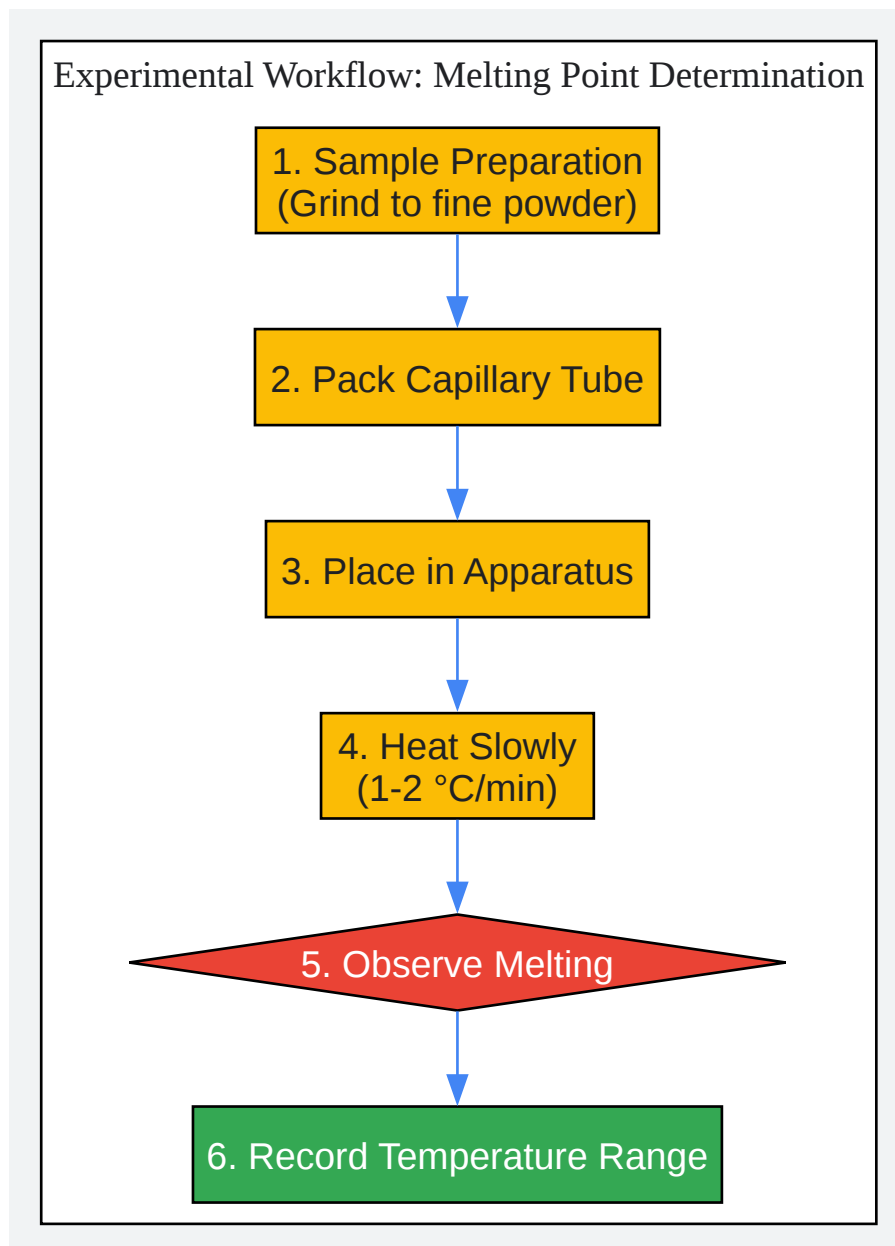 Experimental Workflow: Melting Point Determination
1. Sample Preparation
(Grind to fine powder)
2. Pack Capillary Tube
3. Place in Apparatus
4. Heat Slowly
(1-2 °C/min)
5. Observe Melting
6. Record Temperature Range